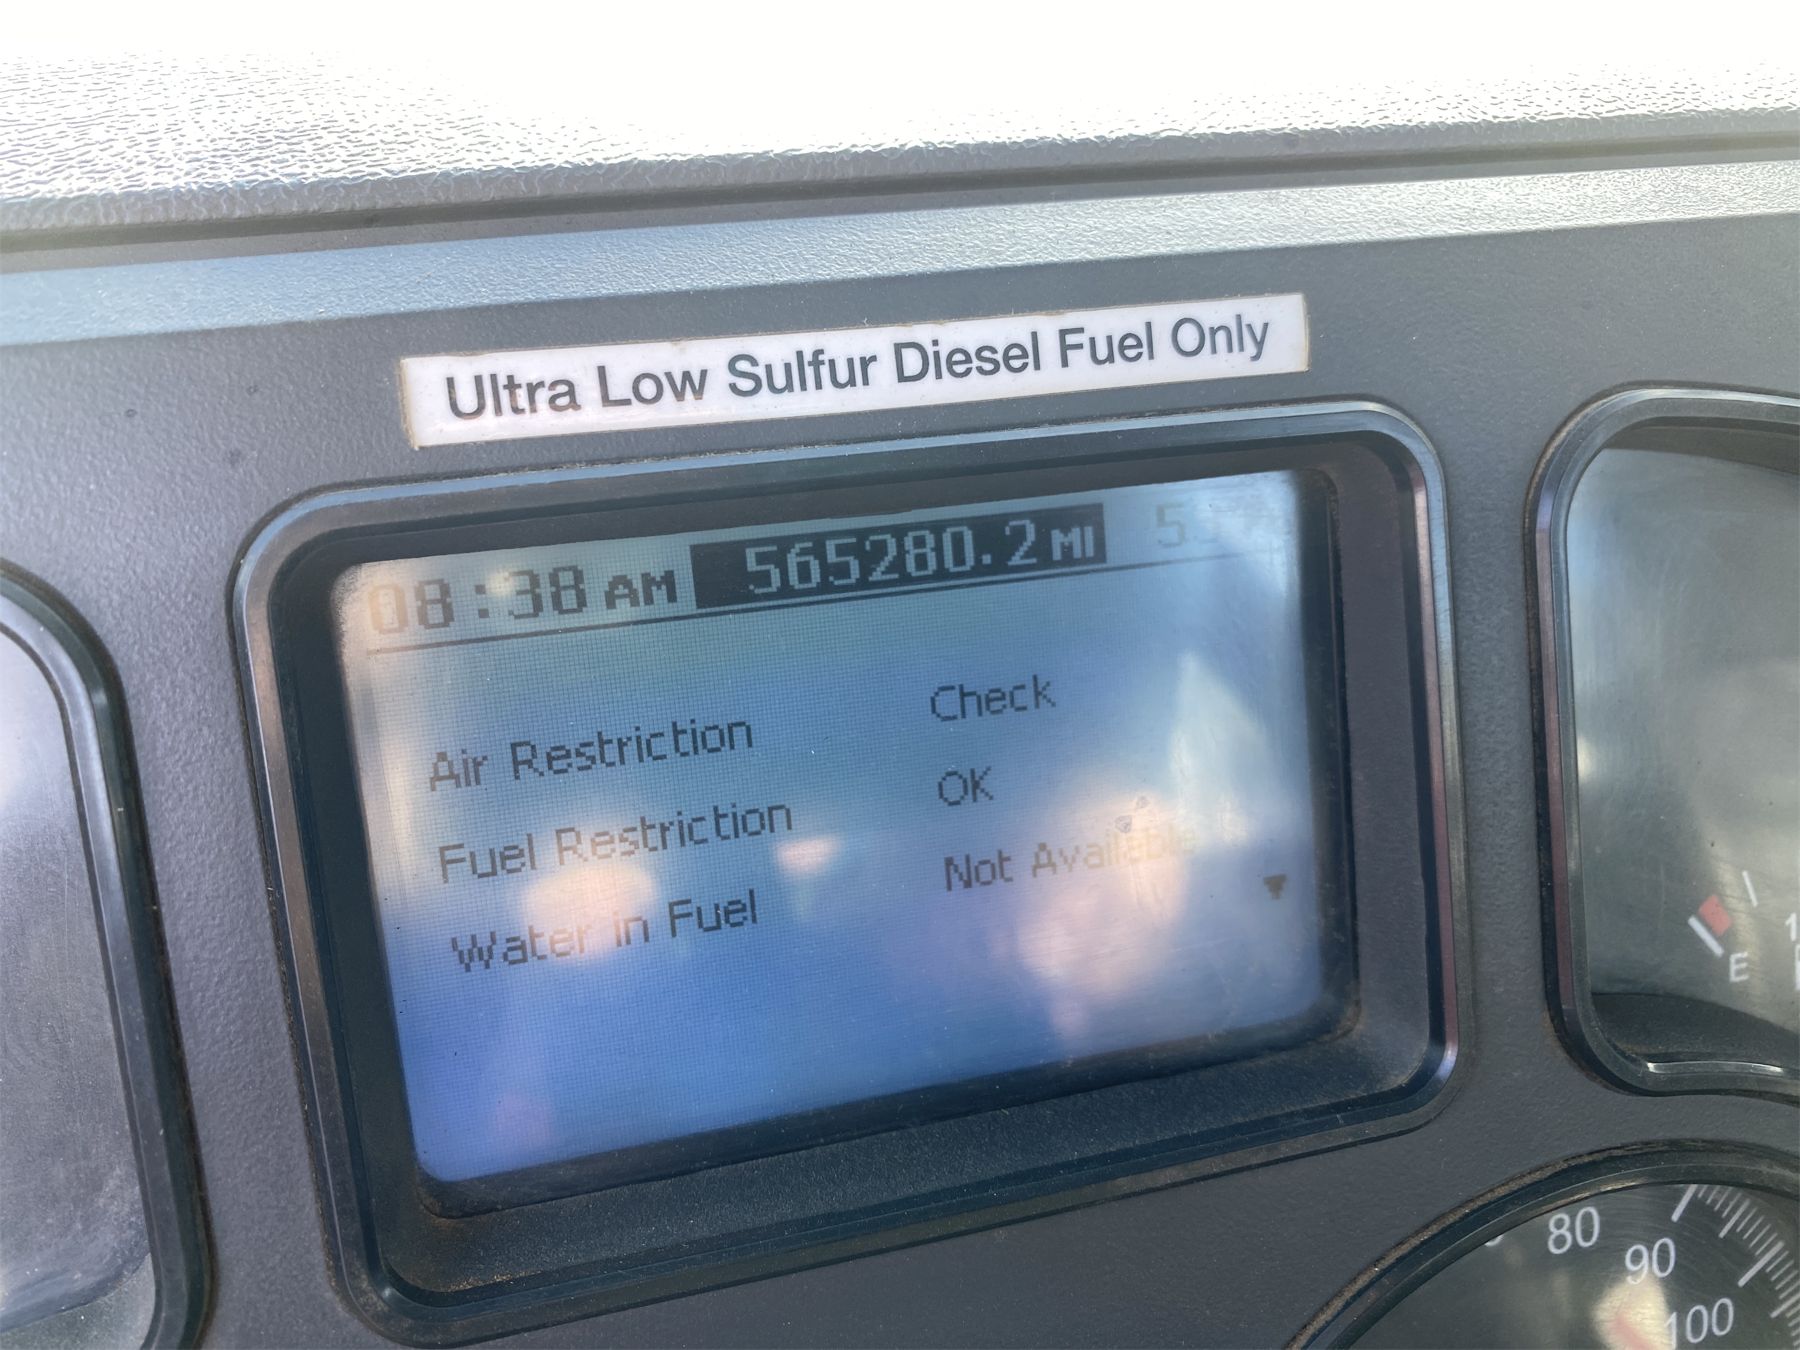 Ultra Low Sulfur Diesel Fuel Only
08:38 AM 565280.2 MI
Air Restriction Check
Fuel Restriction OK
Water in Fuel Not Available
E
80
90
100